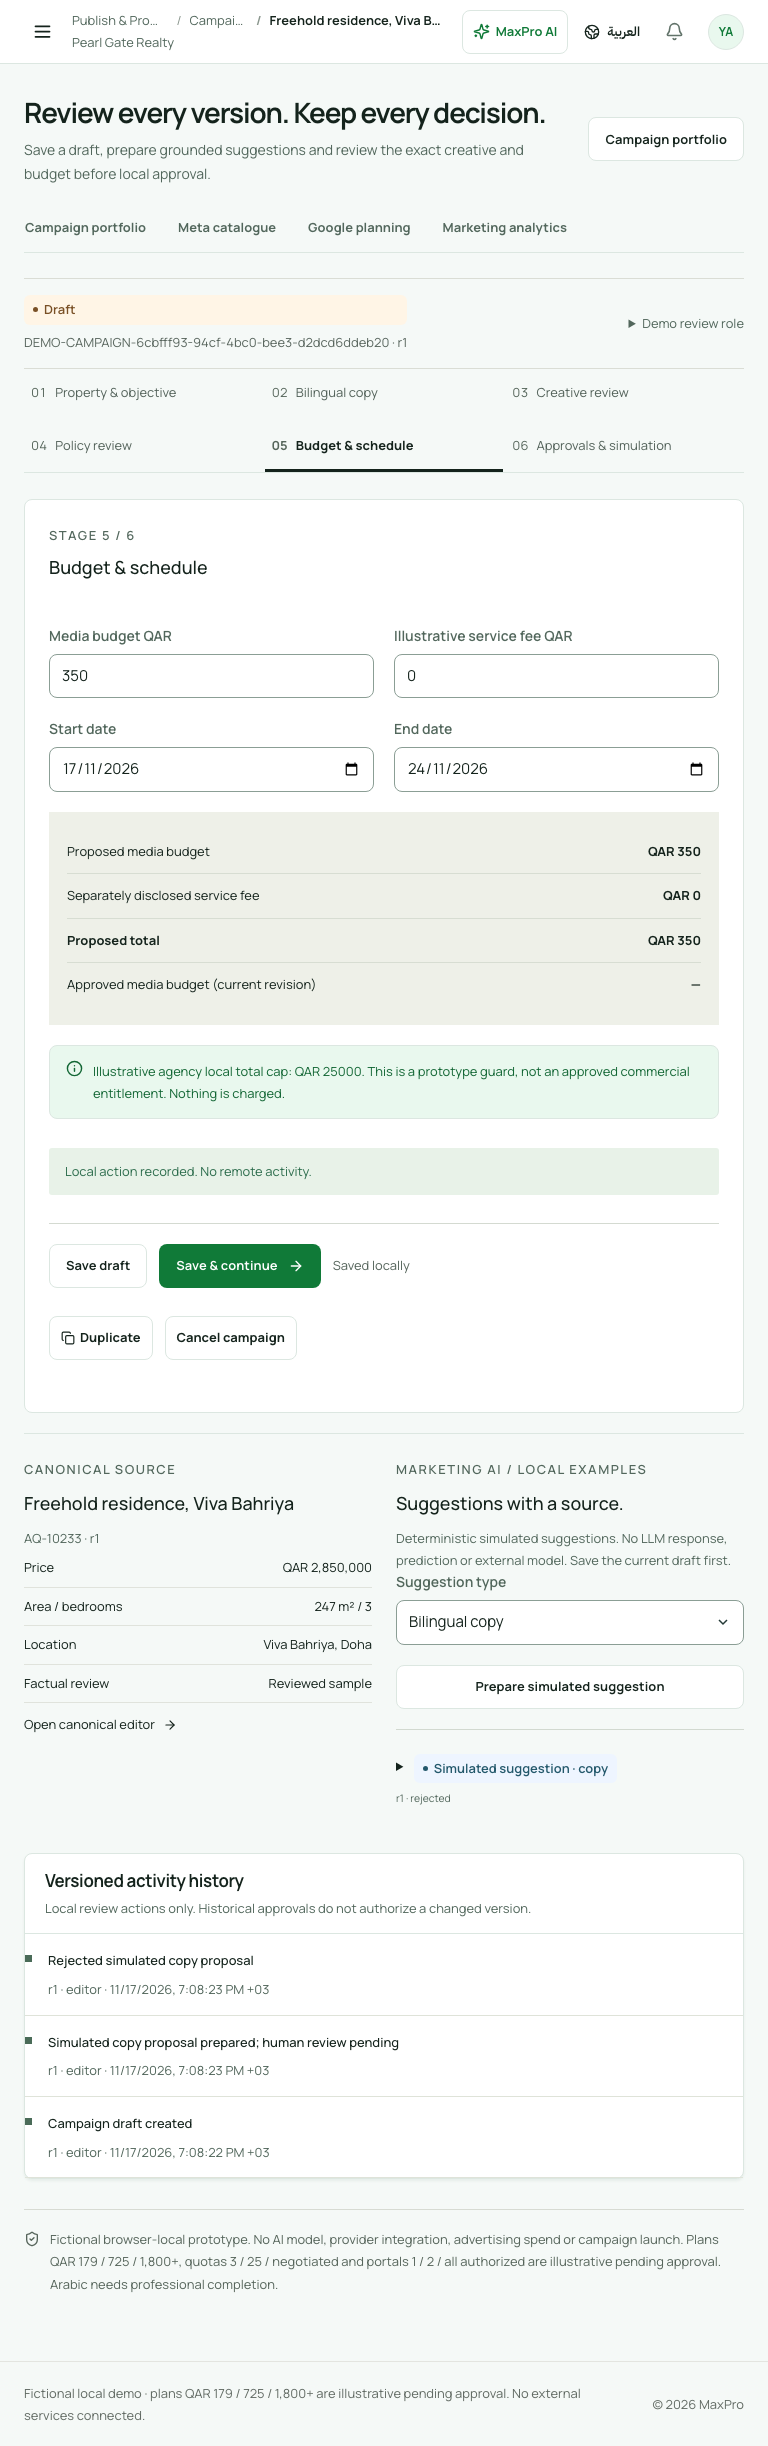 Publish & Pro... / Campai... / Freehold residence, Viva B...
Pearl Gate Realty
MaxPro AI
العربية
YA
Review every version. Keep every decision.
Save a draft, prepare grounded suggestions and review the exact creative and
budget before local approval.
Campaign portfolio
Campaign portfolio
Meta catalogue
Google planning
Marketing analytics
Draft
DEMO-CAMPAIGN-6cbfff93-94cf-4bc0-bee3-d2dcd6ddeb20 · r1
Demo review role
01 Property & objective
02 Bilingual copy
03 Creative review
04 Policy review
05 Budget & schedule
06 Approvals & simulation
STAGE 5 / 6
Budget & schedule
Media budget QAR
Illustrative service fee QAR
350
0
Start date
End date
17/11/2026
24/11/2026
Proposed media budget QAR 350
Separately disclosed service fee QAR 0
Proposed total QAR 350
Approved media budget (current revision) —
Illustrative agency local total cap: QAR 25000. This is a prototype guard, not an approved commercial
entitlement. Nothing is charged.
Local action recorded. No remote activity.
Save draft
Save & continue
Saved locally
Duplicate
Cancel campaign
CANONICAL SOURCE
Freehold residence, Viva Bahriya
AQ-10233 · r1
Price QAR 2,850,000
Area / bedrooms 247 m² / 3
Location Viva Bahriya, Doha
Factual review Reviewed sample
Open canonical editor
MARKETING AI / LOCAL EXAMPLES
Suggestions with a source.
Deterministic simulated suggestions. No LLM response,
prediction or external model. Save the current draft first.
Suggestion type
Bilingual copy
Prepare simulated suggestion
Simulated suggestion · copy
r1 · rejected
Versioned activity history
Local review actions only. Historical approvals do not authorize a changed version.
Rejected simulated copy proposal
r1 · editor · 11/17/2026, 7:08:23 PM +03
Simulated copy proposal prepared; human review pending
r1 · editor · 11/17/2026, 7:08:23 PM +03
Campaign draft created
r1 · editor · 11/17/2026, 7:08:22 PM +03
Fictional browser-local prototype. No AI model, provider integration, advertising spend or campaign launch. Plans
QAR 179 / 725 / 1,800+, quotas 3 / 25 / negotiated and portals 1 / 2 / all authorized are illustrative pending approval.
Arabic needs professional completion.
Fictional local demo · plans QAR 179 / 725 / 1,800+ are illustrative pending approval. No external
services connected.
© 2026 MaxPro